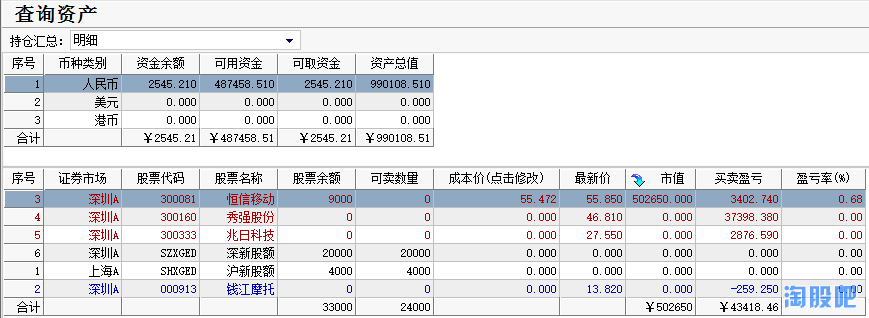 查询资产
持仓汇总: 明细
序号 币种类别 资金余额 可用资金 可取资金 资产总值
1 人民币 2545.210 487458.510 2545.210 990108.510
2 美元 0.000 0.000 0.000 0.000
3 港币 0.000 0.000 0.000 0.000
合计 ￥2545.21 ￥487458.51 ￥2545.21 ￥990108.51
序号 证券市场 股票代码 股票名称 股票余额 可卖数量 成本价(点击修改) 最新价 市值 买卖盈亏 盈亏率(%)
3 深圳A 300081 恒信移动 9000 0 55.472 55.850 502650.000 3402.740 0.68
4 深圳A 300160 秀强股份 0 0 0.000 46.810 0.000 37398.380 0.00
5 深圳A 300333 兆日科技 0 0 0.000 27.550 0.000 2876.590 0.00
6 深圳A SZXGED 深新股额 20000 20000 0.000 0.000 0.000 0.000 0.00
1 上海A SHXGED 沪新股额 4000 4000 0.000 0.000 0.000 0.000 0.00
2 深圳A 000913 钱江摩托 0 0 0.000 13.820 0.000 -259.250 0.00
合计 33000 24000 ￥502650 ￥43418.46
淘股吧